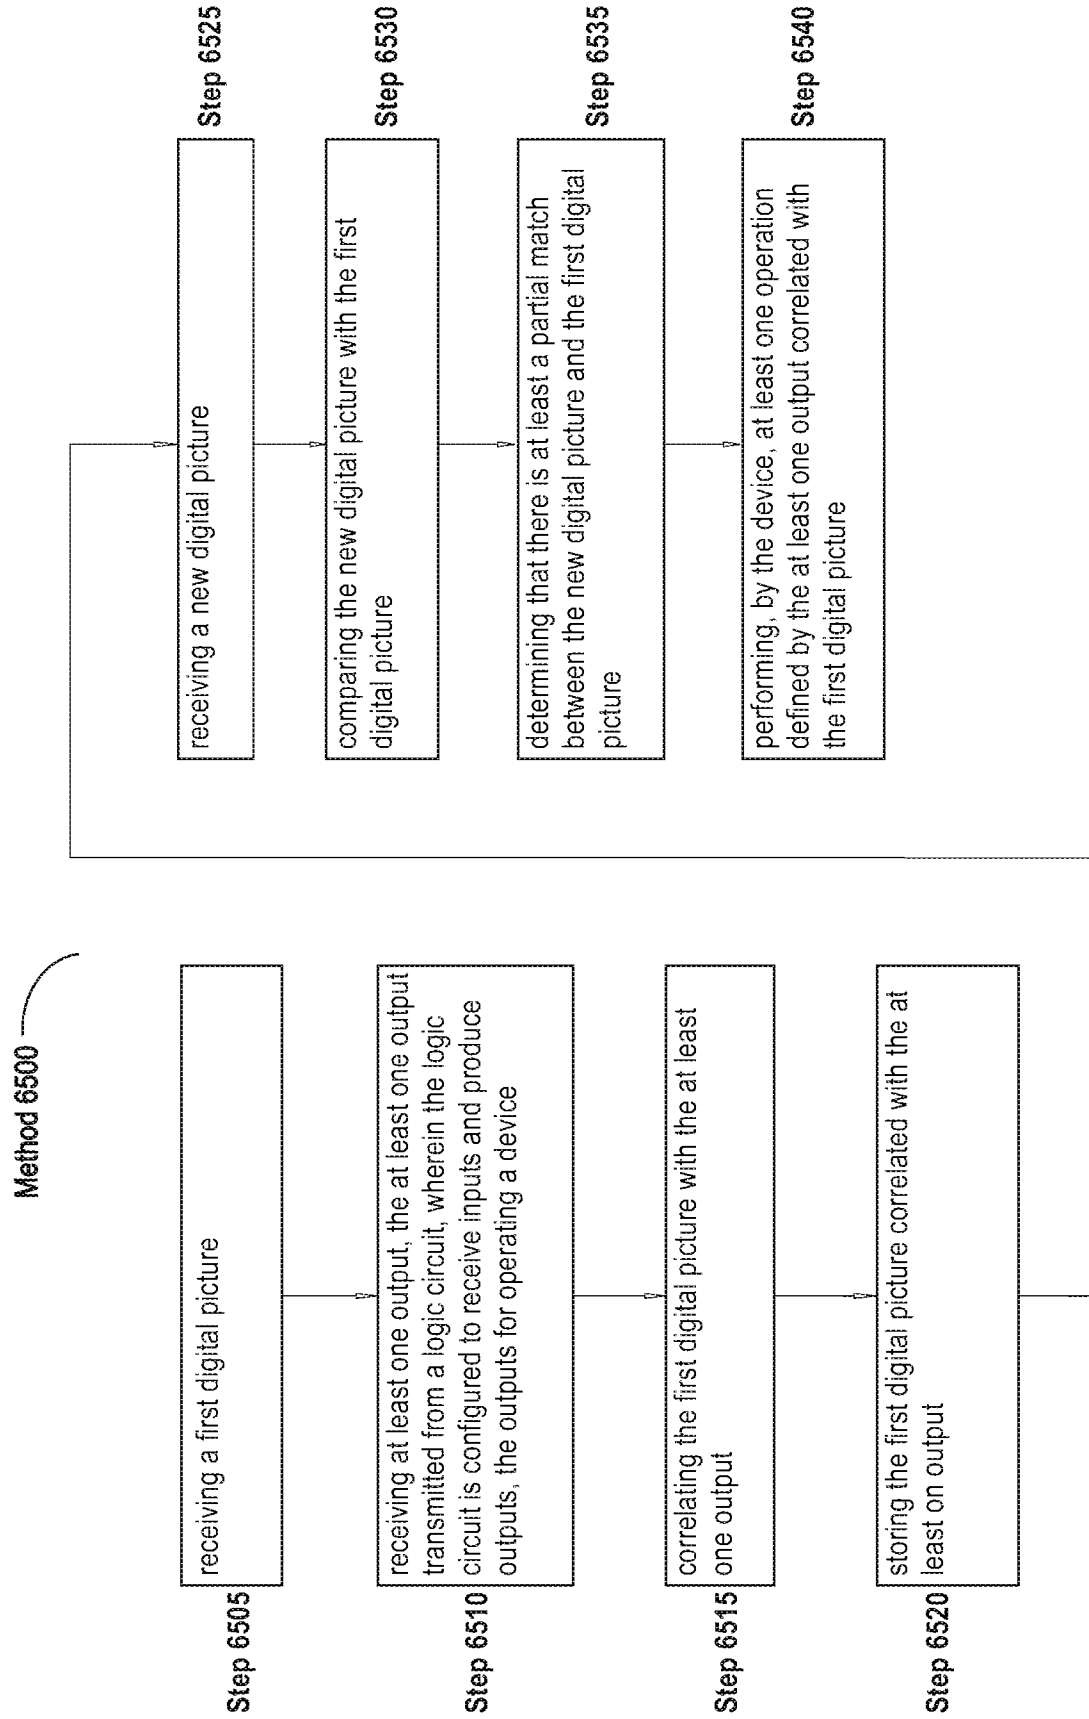 Method 6500
Step 6505
receiving a first digital picture
Step 6510
receiving at least one output, the at least one output
transmitted from a logic circuit, wherein the logic
circuit is configured to receive inputs and produce
outputs, the outputs for operating a device
Step 6515
correlating the first digital picture with the at least
one output
Step 6520
storing the first digital picture correlated with the at
least on output
receiving a new digital picture
Step 6525
comparing the new digital picture with the first
digital picture
Step 6530
determining that there is at least a partial match
between the new digital picture and the first digital
picture
Step 6535
performing, by the device, at least one operation
defined by the at least one output correlated with
the first digital picture
Step 6540